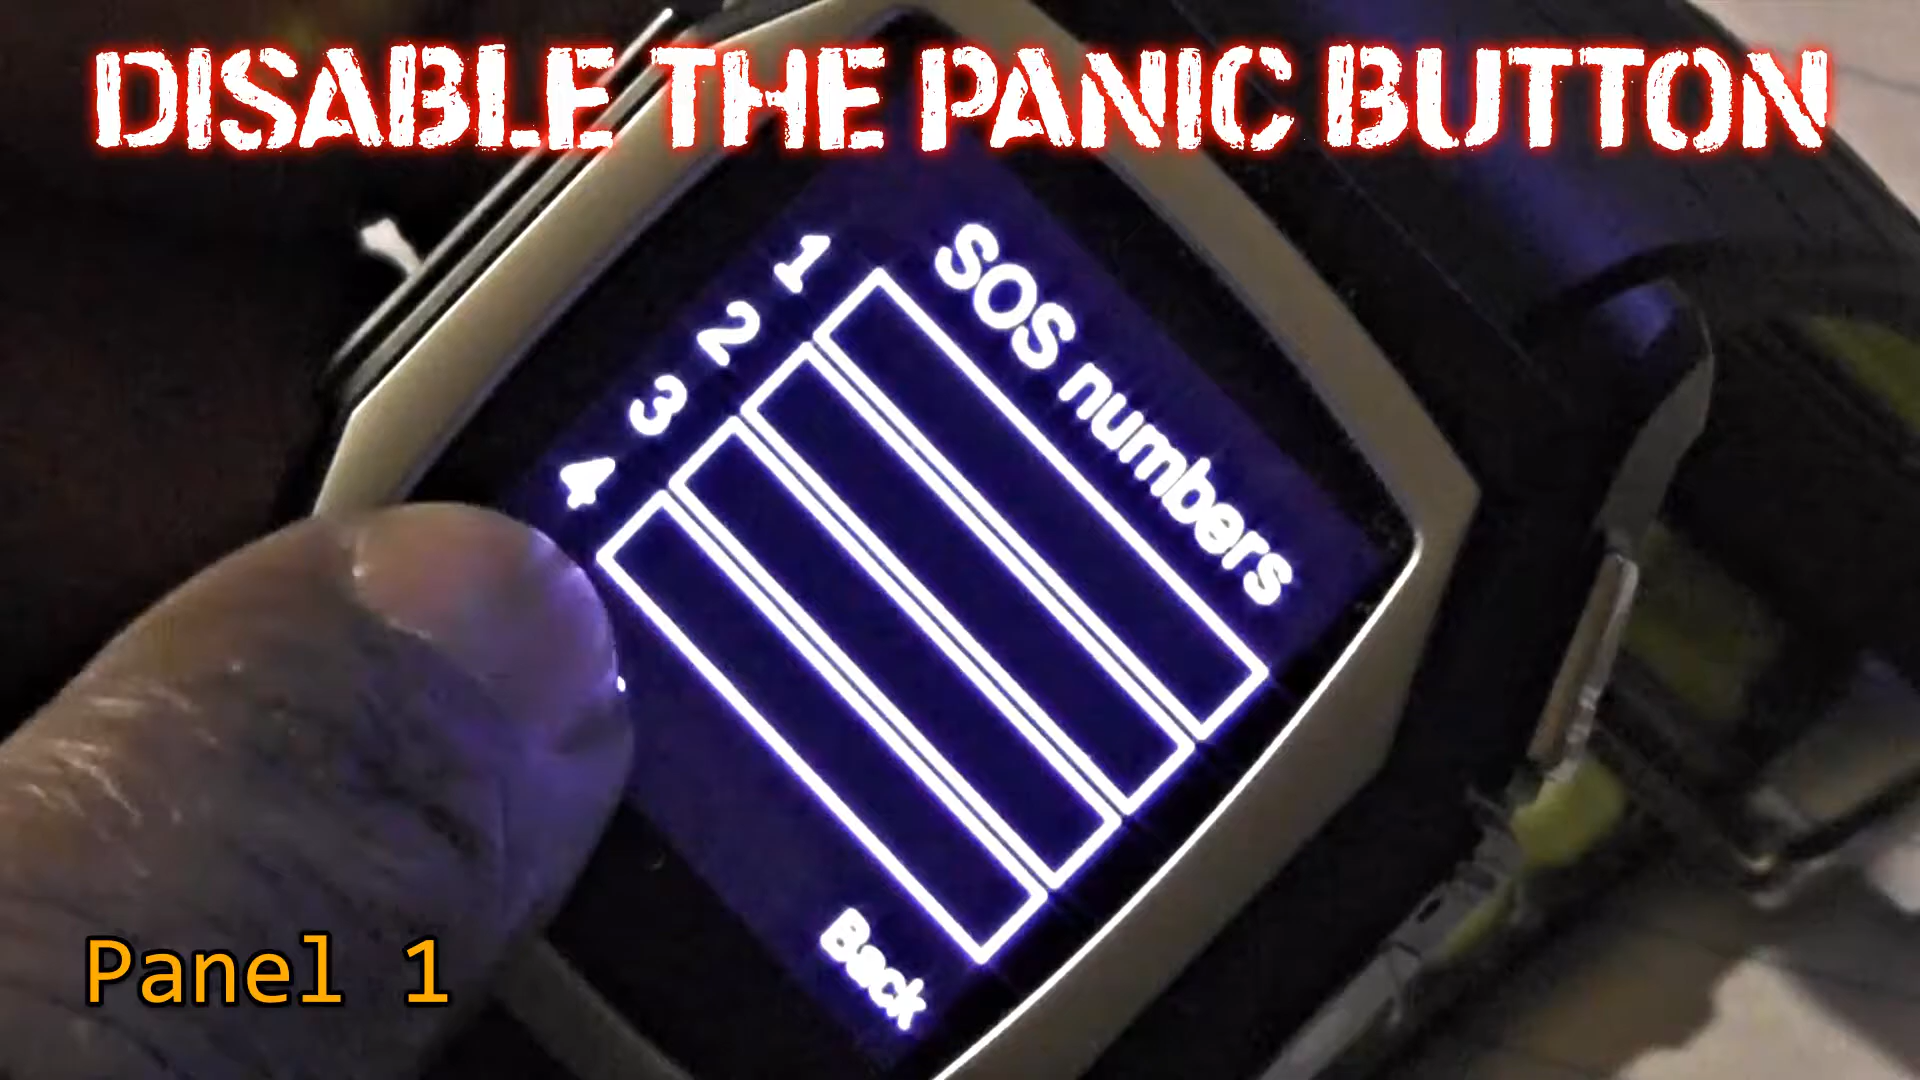 DISABLE THE PANIC BUTTON
SOS numbers
1
2
3
4
Back
Panel 1